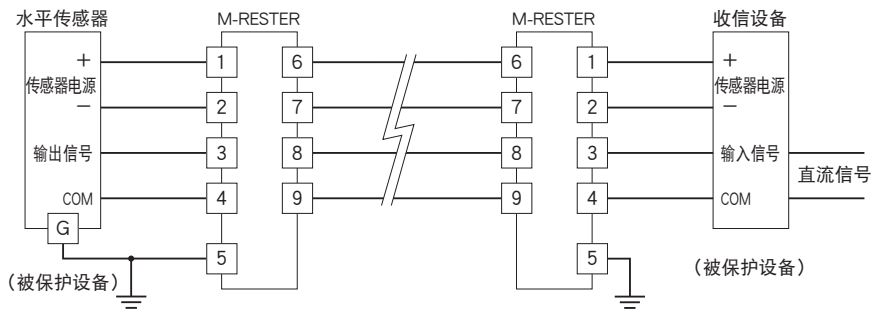 水平传感器 M-RESTER M-RESTER 收信设备
+ 1 6 6 1 +
传感器电源 传感器电源
− 2 7 7 2 −
输出信号 3 8 8 3 输入信号
直流信号
COM 4 9 9 4 COM
G 5 5
(被保护设备) (被保护设备)